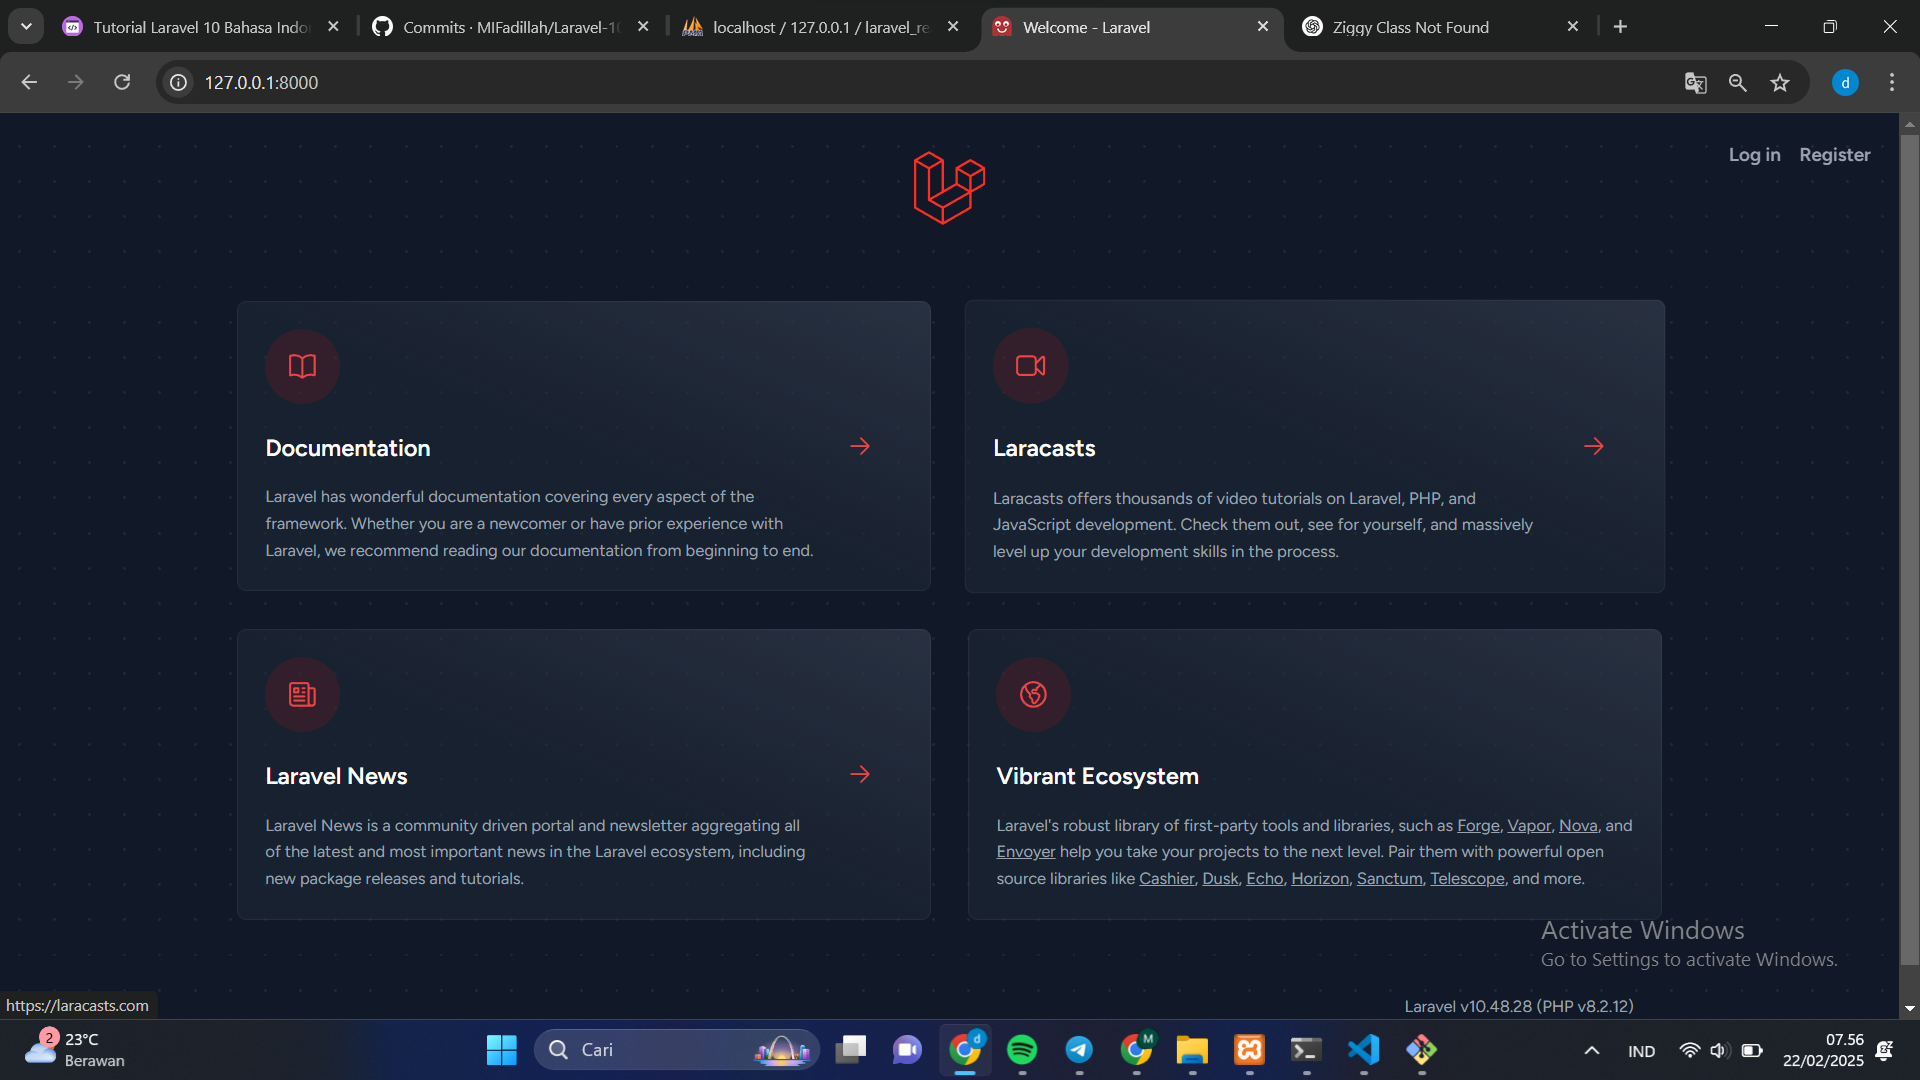 Tutorial Laravel 10 Bahasa Indo
Commits · MIFadillah/Laravel-10
localhost / 127.0.0.1 / laravel_re
Welcome - Laravel
Ziggy Class Not Found
127.0.0.1:8000
d
Log in
Register
Documentation
Laravel has wonderful documentation covering every aspect of the
framework. Whether you are a newcomer or have prior experience with
Laravel, we recommend reading our documentation from beginning to end.
Laracasts
Laracasts offers thousands of video tutorials on Laravel, PHP, and
JavaScript development. Check them out, see for yourself, and massively
level up your development skills in the process.
Laravel News
Laravel News is a community driven portal and newsletter aggregating all
of the latest and most important news in the Laravel ecosystem, including
new package releases and tutorials.
Vibrant Ecosystem
Laravel's robust library of first-party tools and libraries, such as Forge, Vapor, Nova, and
Envoyer help you take your projects to the next level. Pair them with powerful open
source libraries like Cashier, Dusk, Echo, Horizon, Sanctum, Telescope, and more.
Activate Windows
Go to Settings to activate Windows.
https://laracasts.com
Laravel v10.48.28 (PHP v8.2.12)
2
23°C
Berawan
Cari
d
M
IND
07.56
22/02/2025